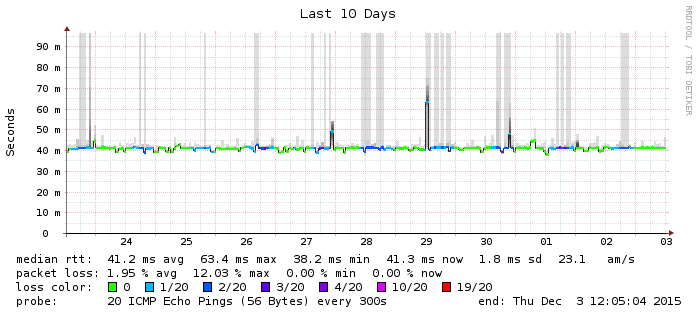 Last 10 Days
RRDTOOL / TOBI OETIKER
Seconds
90 m
80 m
70 m
60 m
50 m
40 m
30 m
20 m
10 m
0
24 25 26 27 28 29 30 01 02 03
median rtt: 41.2 ms avg 63.4 ms max 38.2 ms min 41.3 ms now 1.8 ms sd 23.1 am/s
packet loss: 1.95 % avg 12.03 % max 0.00 % min 0.00 % now
loss color: 0 1/20 2/20 3/20 4/20 10/20 19/20
probe: 20 ICMP Echo Pings (56 Bytes) every 300s end: Thu Dec 3 12:05:04 2015